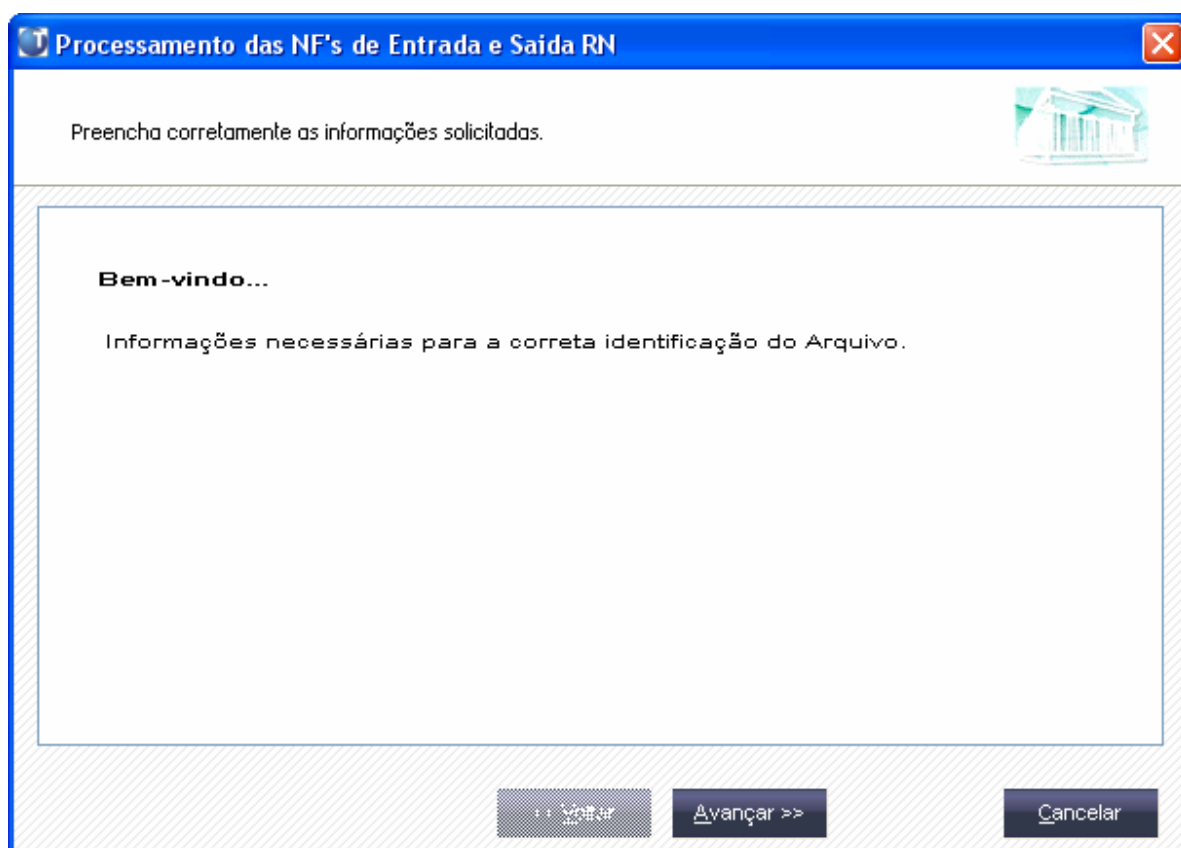 Processamento das NF's de Entrada e Saida RN
Preencha corretamente as informações solicitadas.
Bem-vindo...
Informações necessárias para a correta identificação do Arquivo.
<< Voltar
Avançar >>
Cancelar